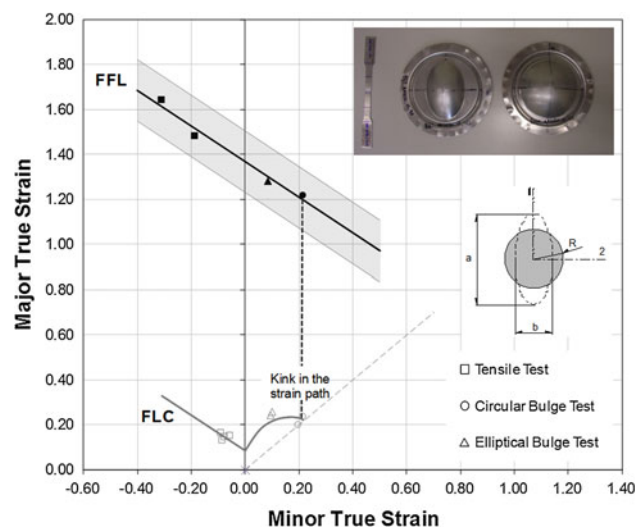 2.00
1.80
1.60
1.40
1.20
1.00
0.80
0.60
0.40
0.20
0.00
Major True Strain
FFL
FLC
Kink in the
strain path
a
b
R
2
Tensile Test
Circular Bulge Test
Elliptical Bulge Test
-0.60 -0.40 -0.20 0.00 0.20 0.40 0.60 0.80 1.00 1.20 1.40
Minor True Strain